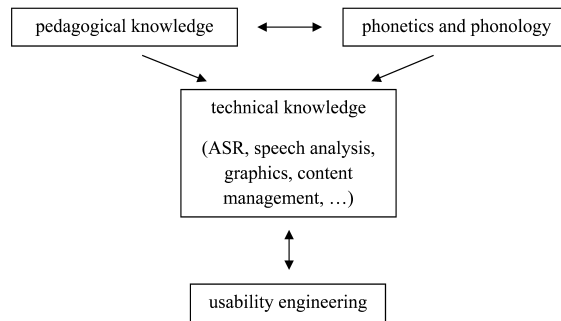 pedagogical knowledge
phonetics and phonology
technical knowledge
(ASR, speech analysis,
graphics, content
management, …)
usability engineering